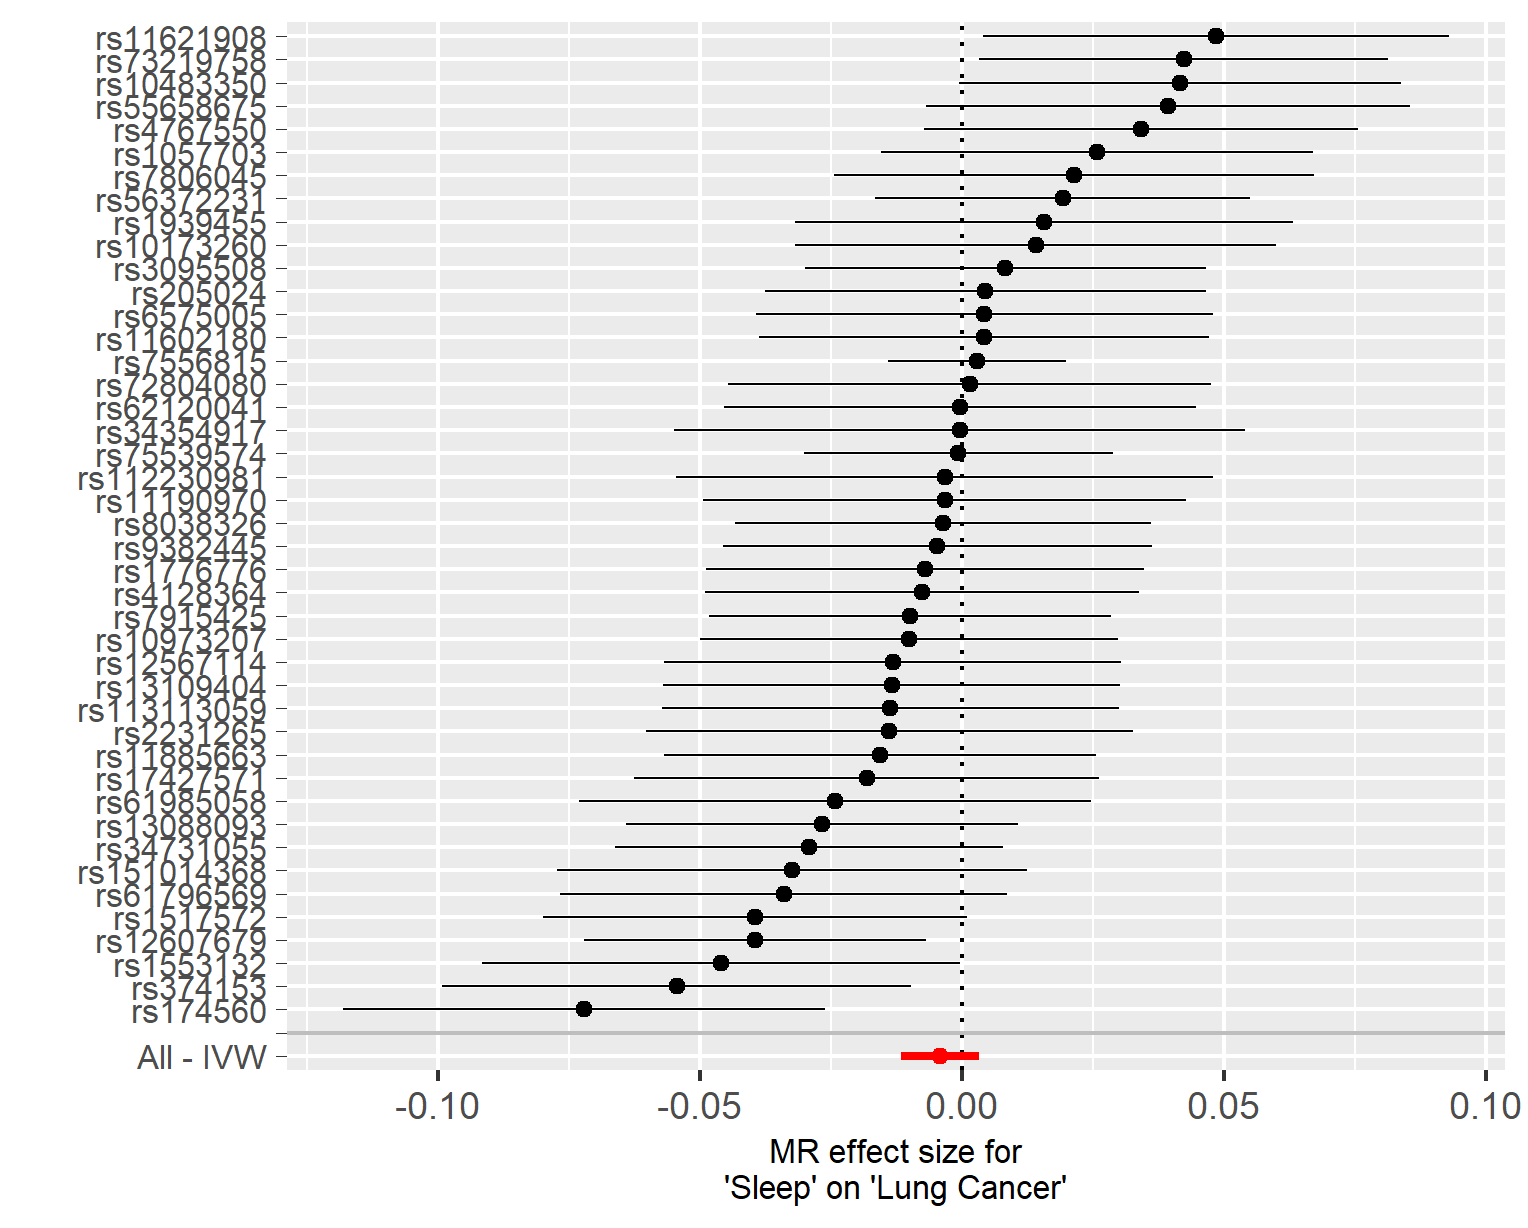 rs11621908
rs73219758
rs10483350
rs55658675
rs4767550
rs1057703
rs7806045
rs56372231
rs1939455
rs10173260
rs3095508
rs205024
rs6575005
rs11602180
rs7556815
rs72804080
rs62120041
rs34354917
rs75539574
rs112230981
rs11190970
rs8038326
rs9382445
rs1776776
rs4128364
rs7915425
rs10973207
rs12567114
rs13109404
rs113113059
rs2231265
rs11885663
rs17427571
rs61985058
rs13088093
rs34731055
rs151014368
rs61796569
rs1517572
rs12607679
rs1553132
rs374153
rs174560
All - IVW
-0.10 -0.05 0.00 0.05 0.10
MR effect size for
'Sleep' on 'Lung Cancer'